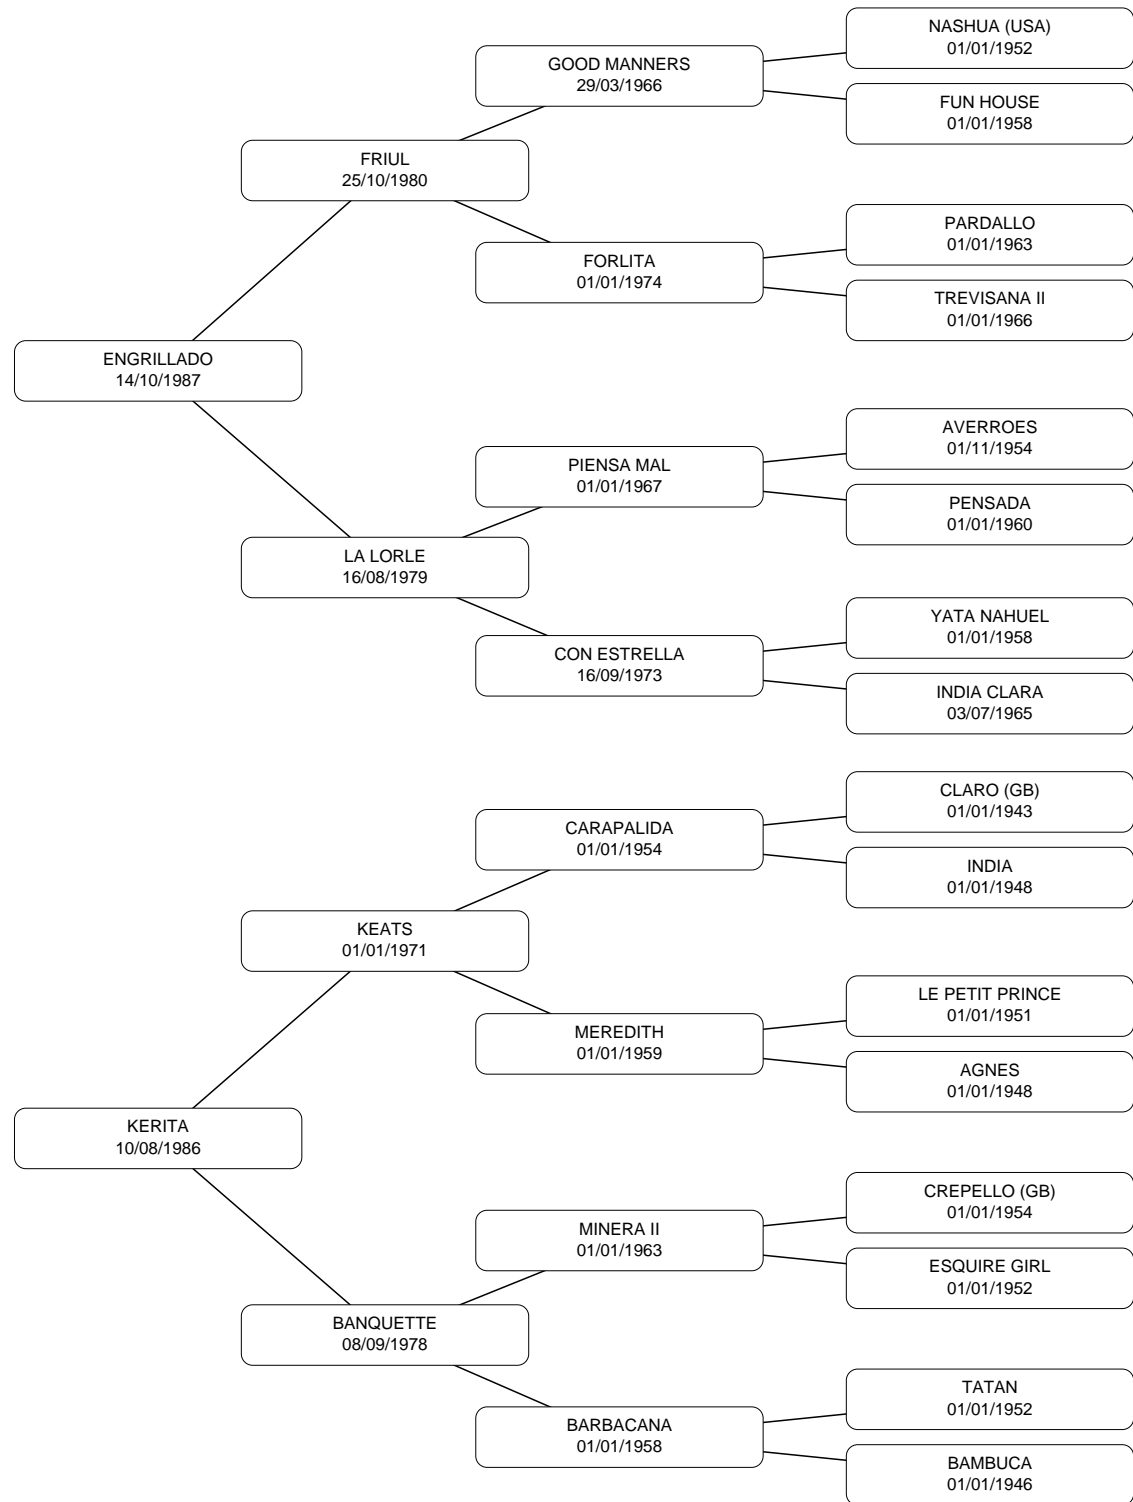 NASHUA (USA)
01/01/1952
GOOD MANNERS
29/03/1966
FUN HOUSE
01/01/1958
FRIUL
25/10/1980
PARDALLO
01/01/1963
FORLITA
01/01/1974
TREVISANA II
01/01/1966
ENGRILLADO
14/10/1987
AVERROES
01/11/1954
PIENSA MAL
01/01/1967
PENSADA
01/01/1960
LA LORLE
16/08/1979
YATA NAHUEL
01/01/1958
CON ESTRELLA
16/09/1973
INDIA CLARA
03/07/1965
CLARO (GB)
01/01/1943
CARAPALIDA
01/01/1954
INDIA
01/01/1948
KEATS
01/01/1971
LE PETIT PRINCE
01/01/1951
MEREDITH
01/01/1959
AGNES
01/01/1948
KERITA
10/08/1986
CREPELLO (GB)
01/01/1954
MINERA II
01/01/1963
ESQUIRE GIRL
01/01/1952
BANQUETTE
08/09/1978
TATAN
01/01/1952
BARBACANA
01/01/1958
BAMBUCA
01/01/1946